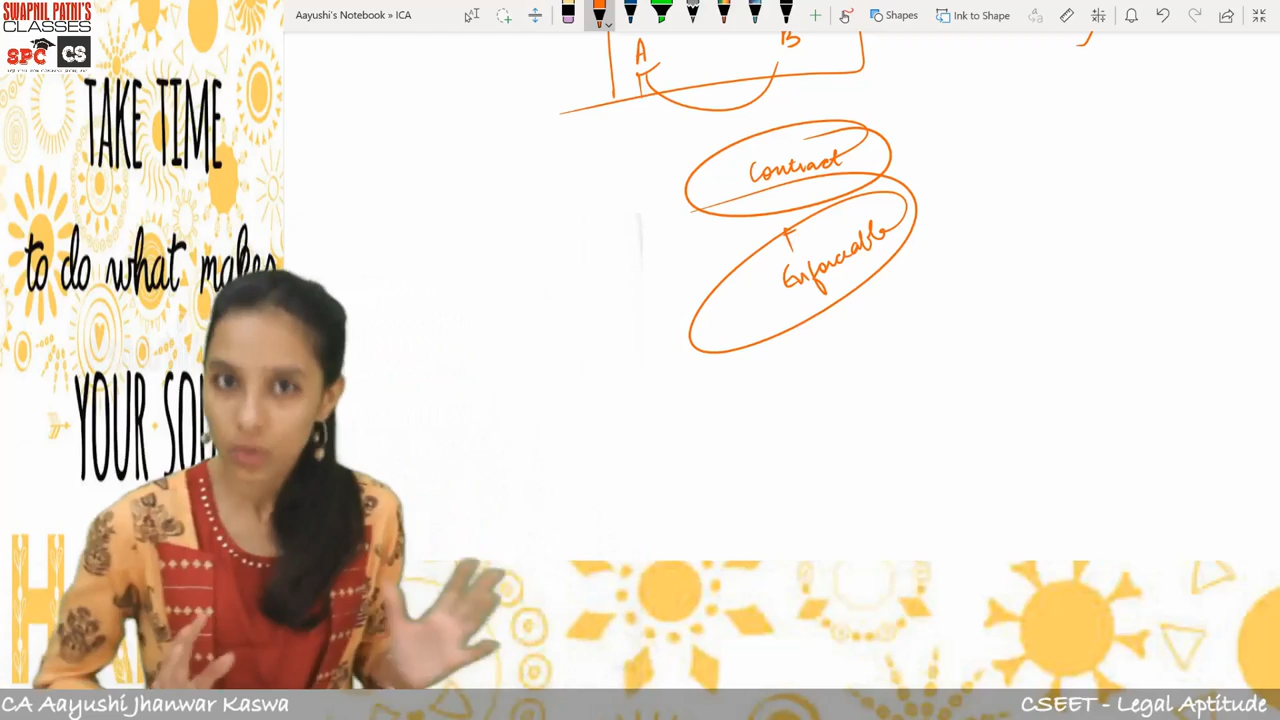 SWAPNIL PATNI'S
CLASSES
SPC CS
Aayushi's Notebook » ICA
Shapes
Ink to Shape
TAKE TIME
to do what makes
YOUR SO
H
A
B
Contract
Enforceable
CA Aayushi Jhanwar Kaswa
CSEET - Legal Aptitude